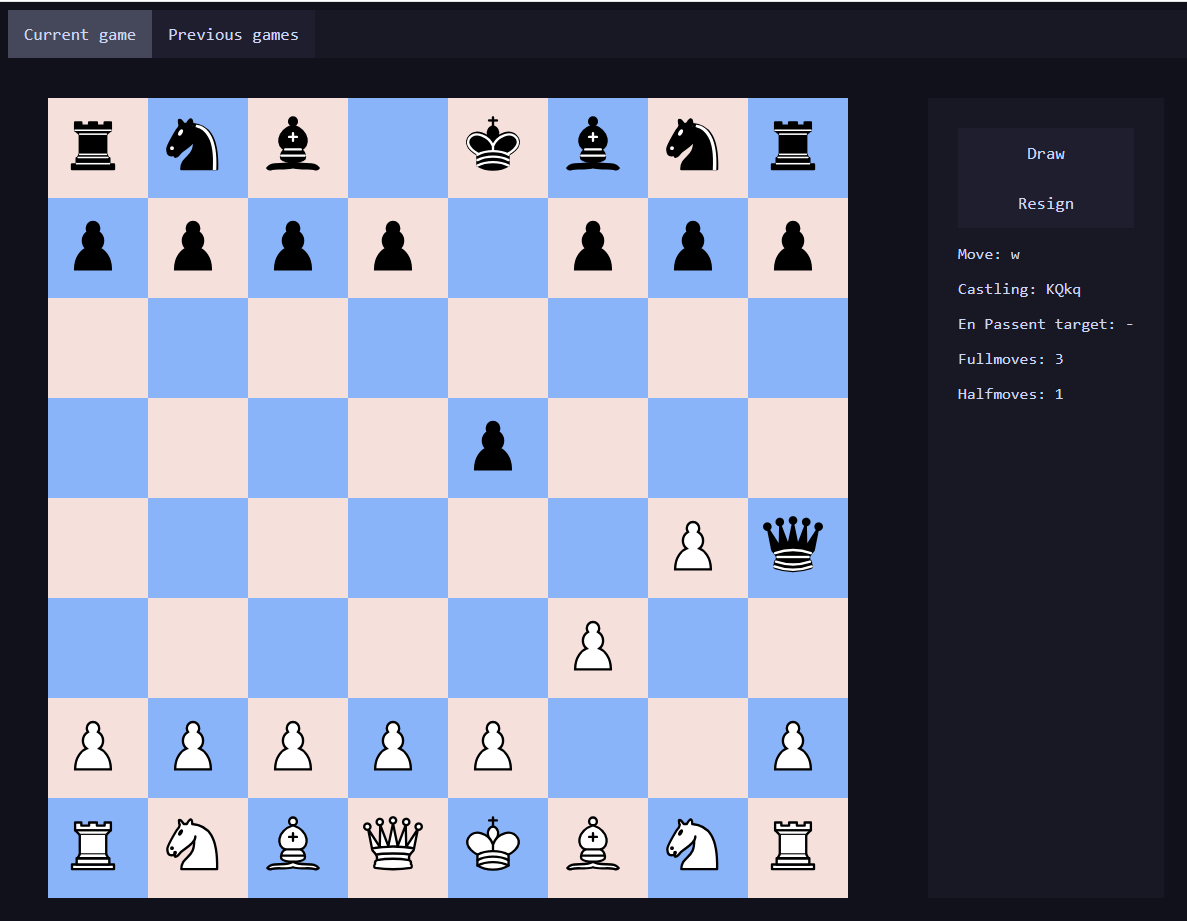 Current game
Previous games
Draw
Resign
Move: w
Castling: KQkq
En Passent target: -
Fullmoves: 3
Halfmoves: 1